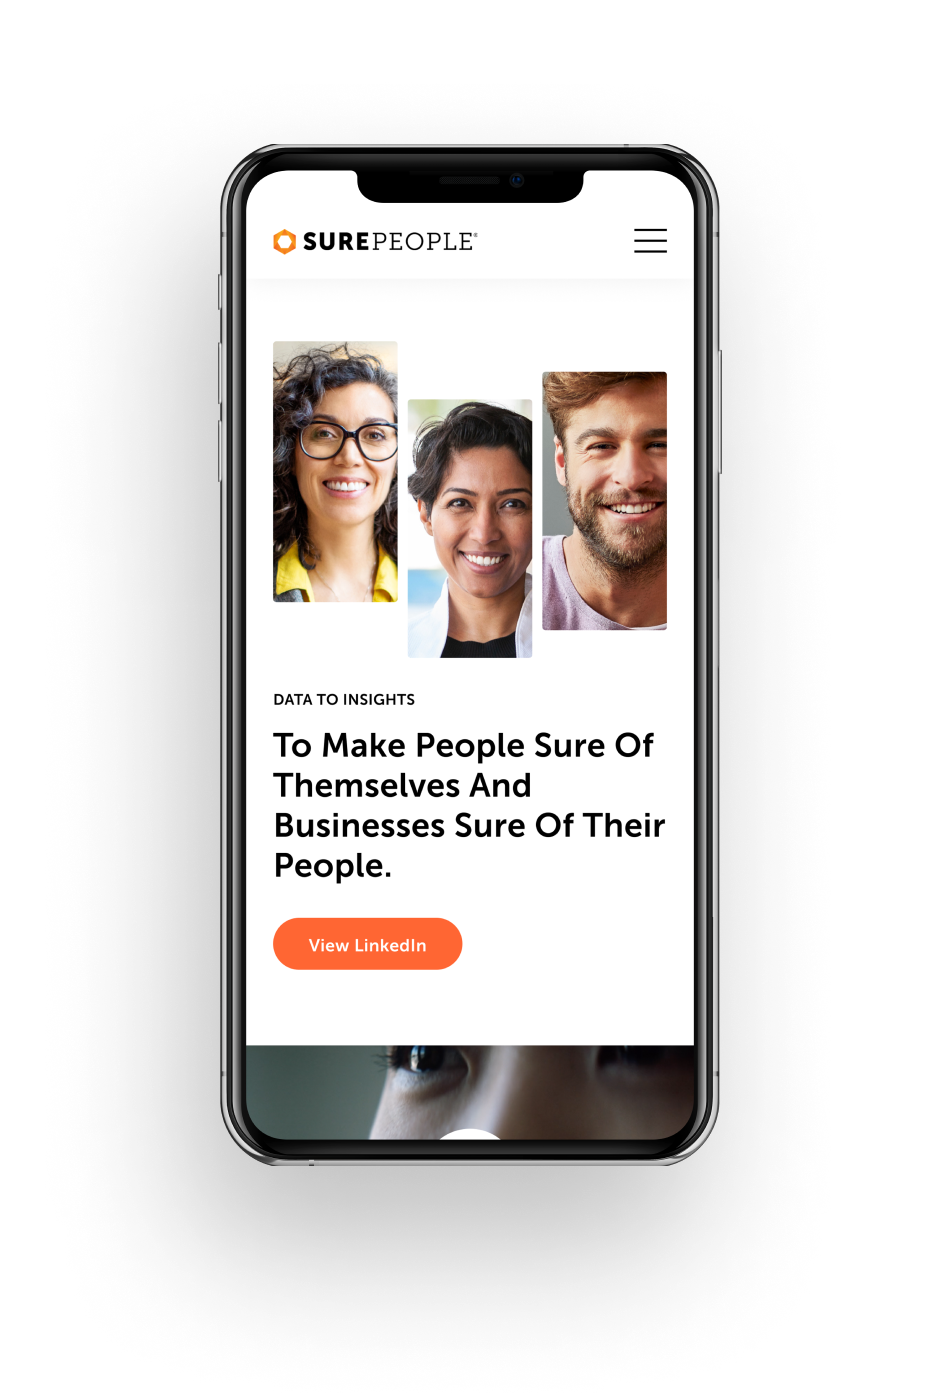 SUREPEOPLE®
DATA TO INSIGHTS
To Make People Sure Of
Themselves And
Businesses Sure Of Their
People.
View LinkedIn